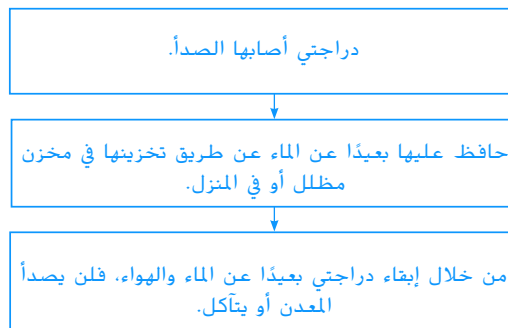 دراجتي أصابها الصدأ.
حافظ عليها بعيدًا عن الماء عن طريق تخزينها في مخزن
مظلل أو في المنزل.
من خلال إبقاء دراجتي بعيدًا عن الماء والهواء، فلن يصدأ
المعدن أو يتآكل.